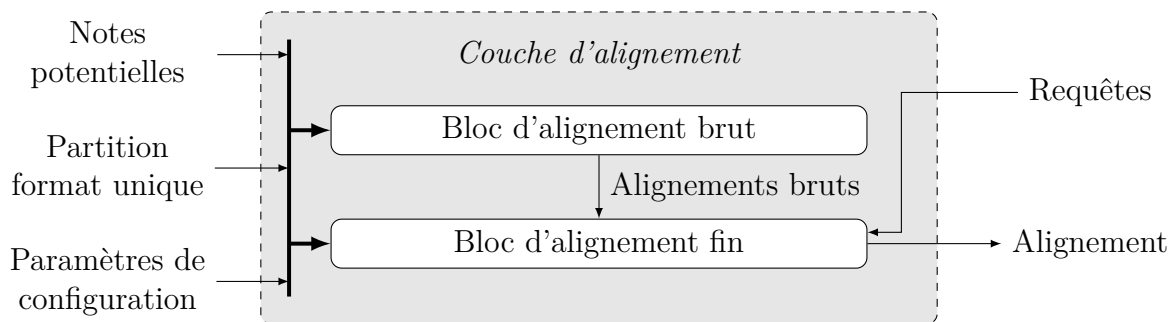 Notes
potentielles
Partition
format unique
Paramètres de
configuration
Couche d'alignement
Bloc d'alignement brut
Alignements bruts
Bloc d'alignement fin
Requêtes
Alignement